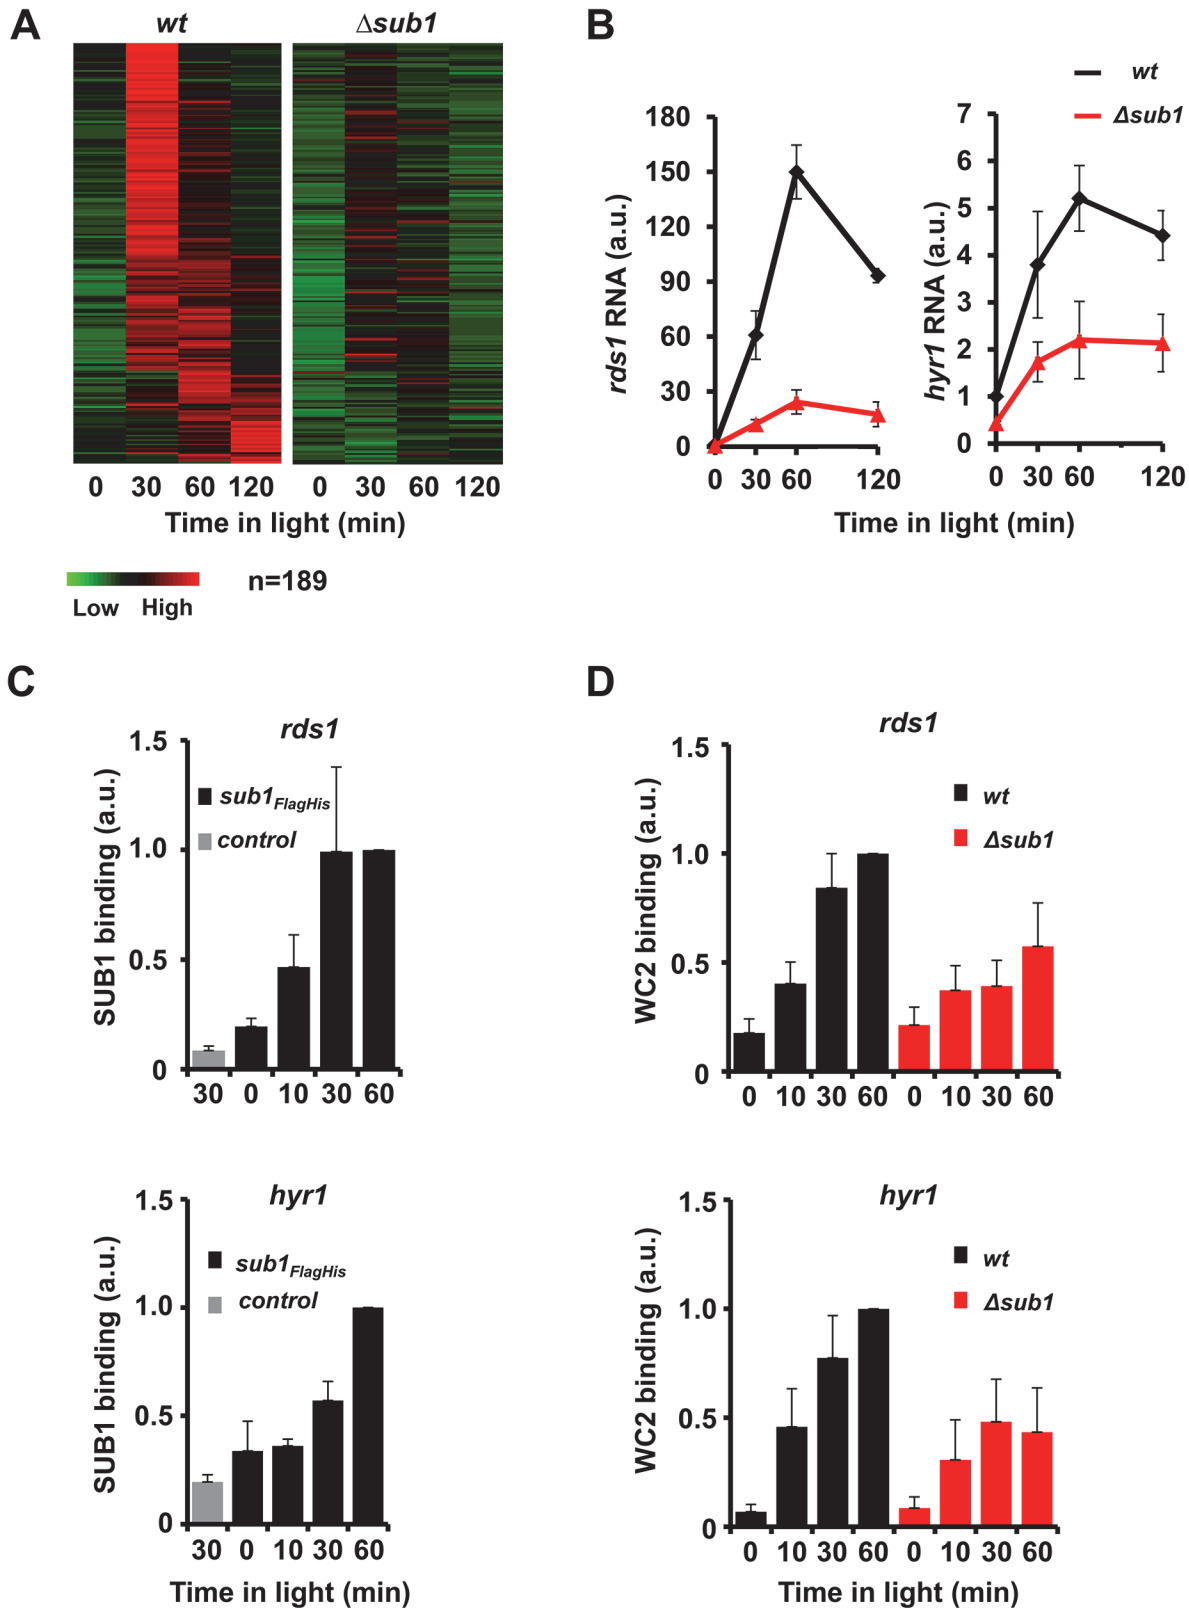 A
wt
Δsub1
0 30 60 120
0 30 60 120
Time in light (min)
Low High
n=189
B
wt
Δsub1
rds1 RNA (a.u.)
180
150
120
90
60
30
0
0 30 60 120
hyr1 RNA (a.u.)
7
6
5
4
3
2
1
0
0 30 60 120
Time in light (min)
C
rds1
SUB1 binding (a.u.)
1.5
1.0
0.5
0
sub1FlagHis
control
30 0 10 30 60
hyr1
SUB1 binding (a.u.)
1.5
1.0
0.5
0
sub1FlagHis
control
30 0 10 30 60
Time in light (min)
D
rds1
WC2 binding (a.u.)
1.5
1.0
0.5
0
wt
Δsub1
0 10 30 60 0 10 30 60
hyr1
WC2 binding (a.u.)
1.5
1.0
0.5
0
wt
Δsub1
0 10 30 60 0 10 30 60
Time in light (min)